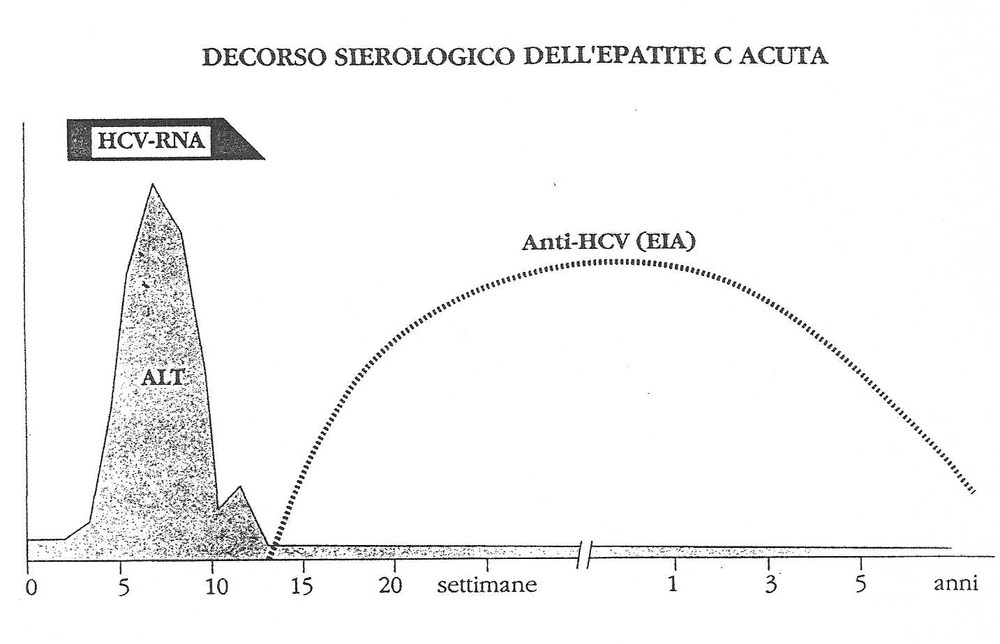 DECORSO SIEROLOGICO DELL'EPATITE C ACUTA
HCV-RNA
Anti-HCV (EIA)
ALT
0 5 10 15 20 settimane 1 3 5 anni